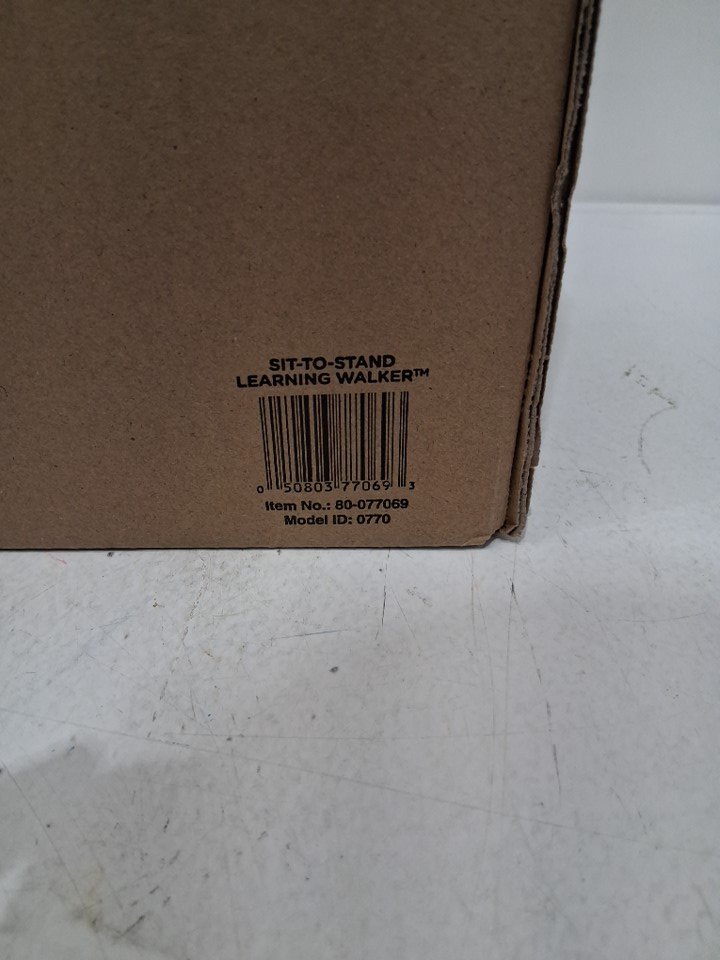 SIT-TO-STAND
LEARNING WALKER™
0 50803 77069 3
Item No.: 80-077069
Model ID: 0770